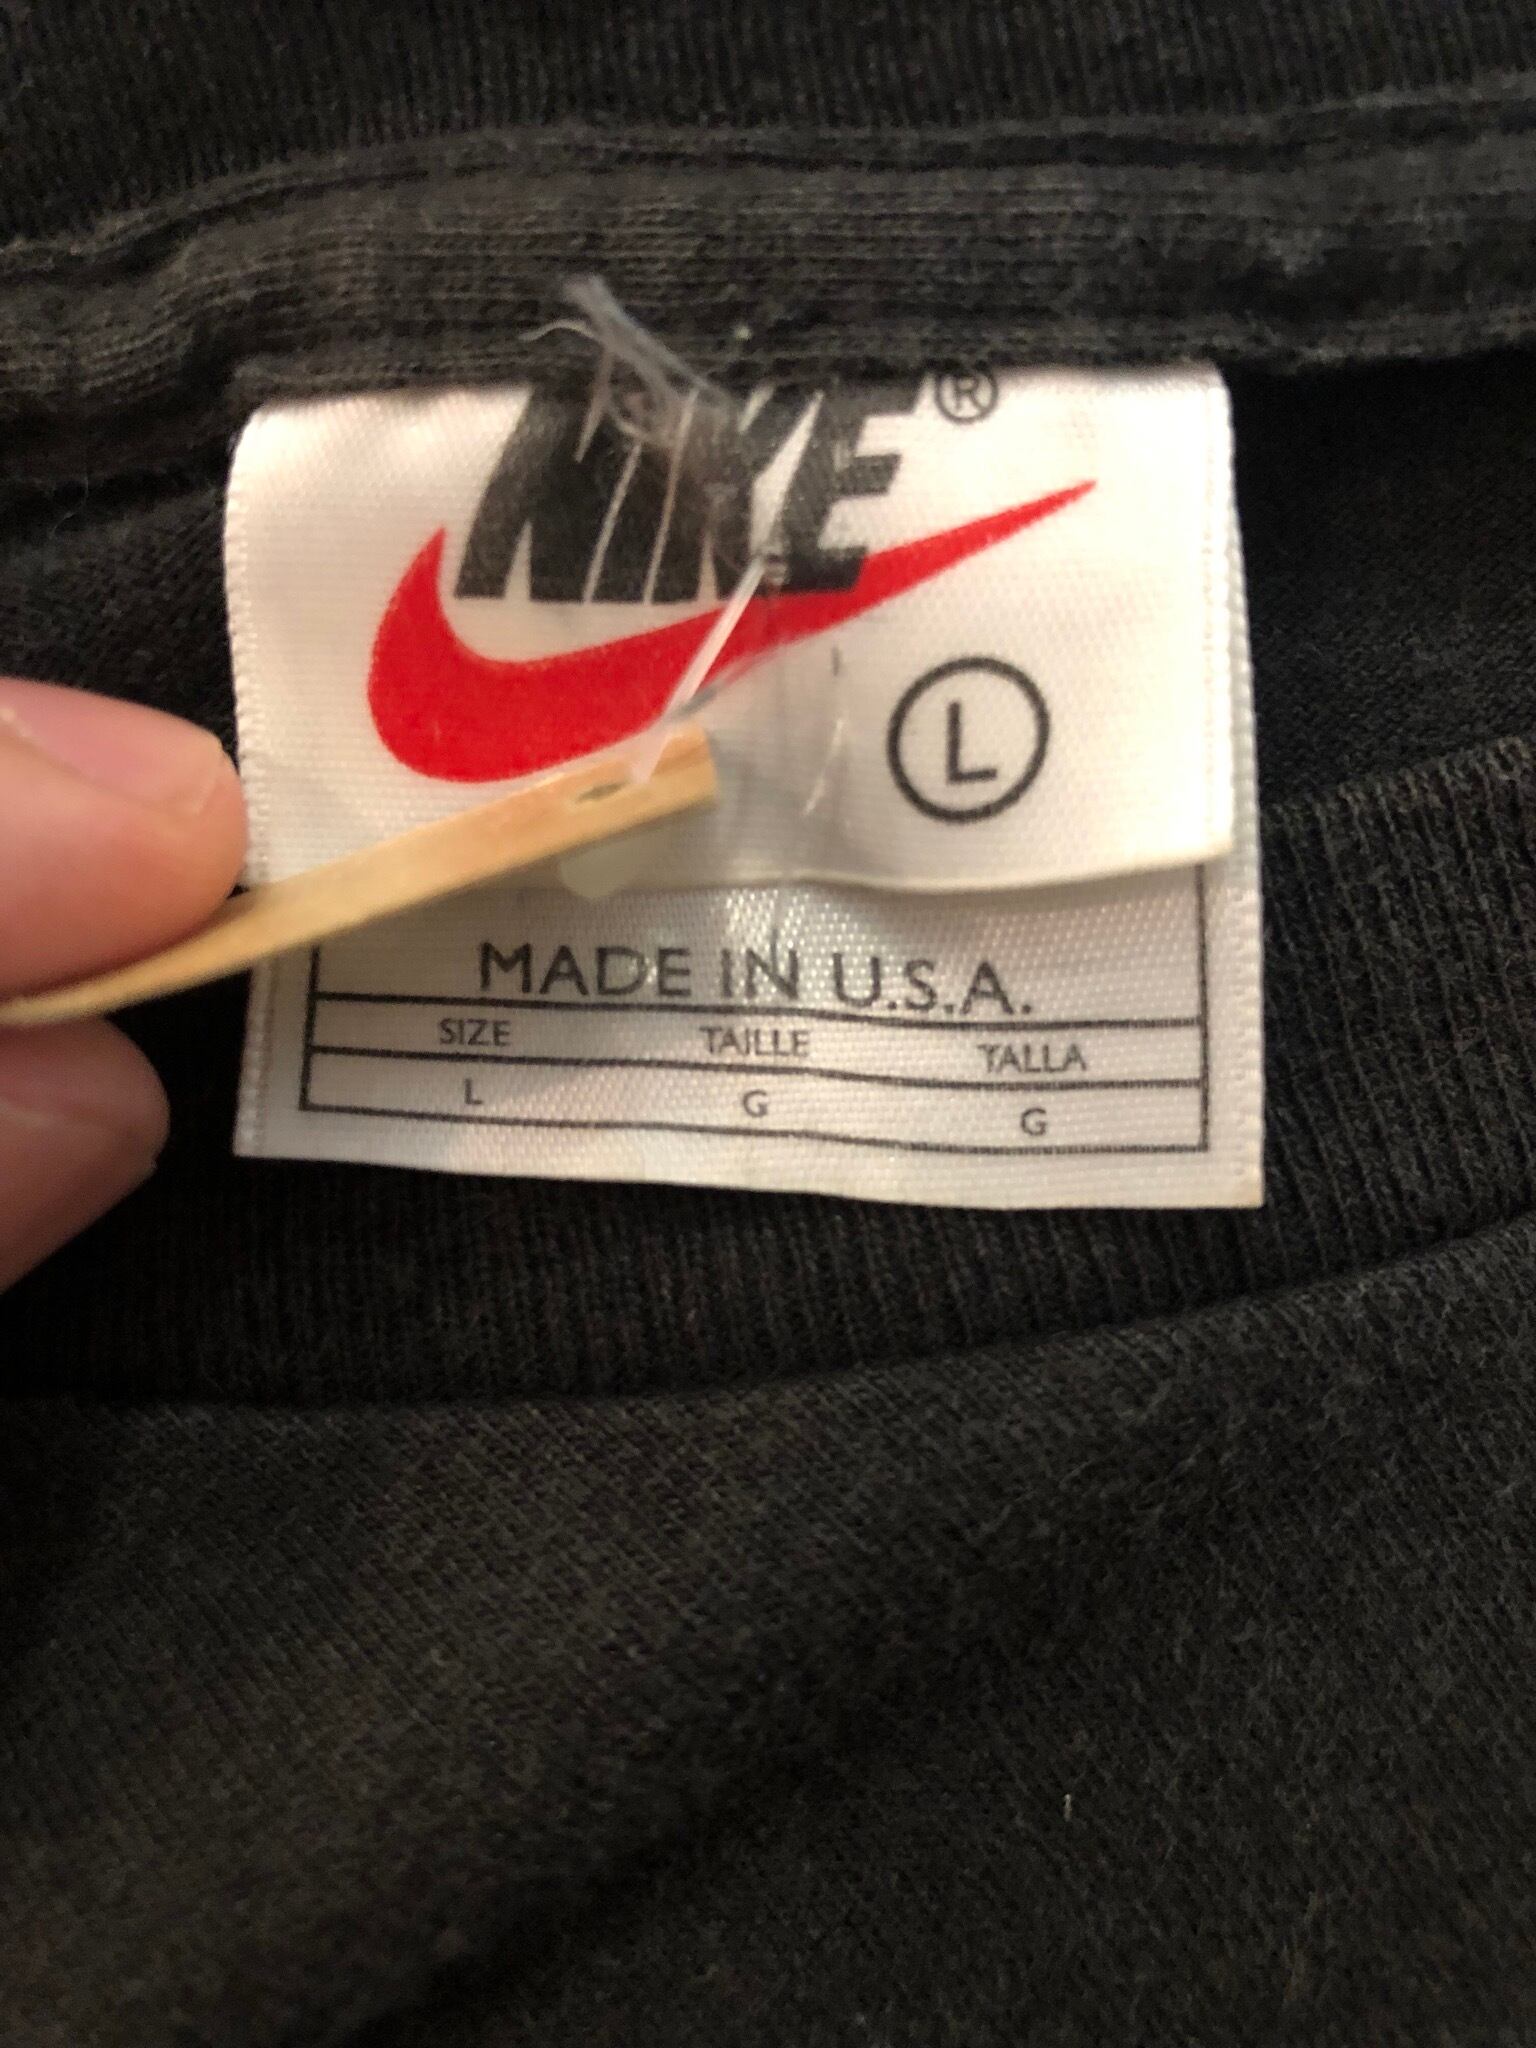 NIKE®
L
MADE IN U.S.A.
SIZE TAILLE TALLA
L G G